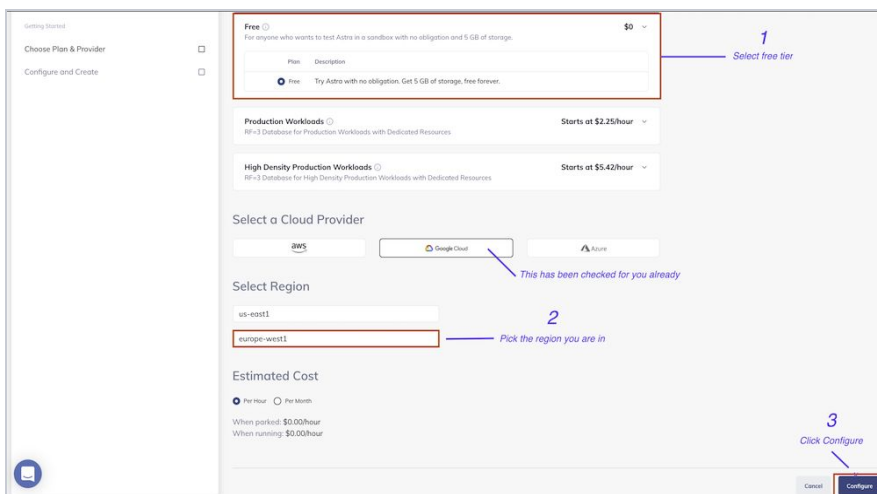 Getting Started
Choose Plan & Provider
Configure and Create
Free
$0
For anyone who wants to test Astra in a sandbox with no obligation and 5 GB of storage.
Plan Description
Free Try Astra with no obligation. Get 5 GB of storage, free forever.
1
Select free tier
Production Workloads
Starts at $2.25/hour
RF=3 Database for Production Workloads with Dedicated Resources
High Density Production Workloads
Starts at $5.42/hour
RF=3 Database for High Density Production Workloads with Dedicated Resources
Select a Cloud Provider
aws
Google Cloud
Azure
This has been checked for you already
Select Region
us-east1
europe-west1
2
Pick the region you are in
Estimated Cost
Per Hour Per Month
When parked: $0.00/hour
When running: $0.00/hour
3
Click Configure
Cancel
Configure